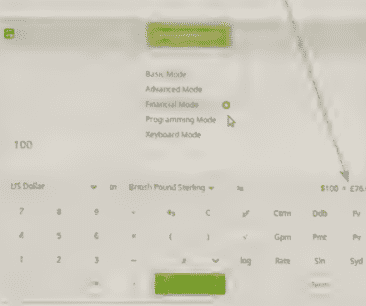 Basic Mode
Advanced Mode
Financial Mode
Programming Mode
Keyboard Mode
100
US Dollar in British Pound Sterling
$100 = £76.
7 8 9 C Ctrm Ddb Fv
4 5 6 ( ) Gpm Pmt Pv
1 2 3 log Rate Sln Syd
Term